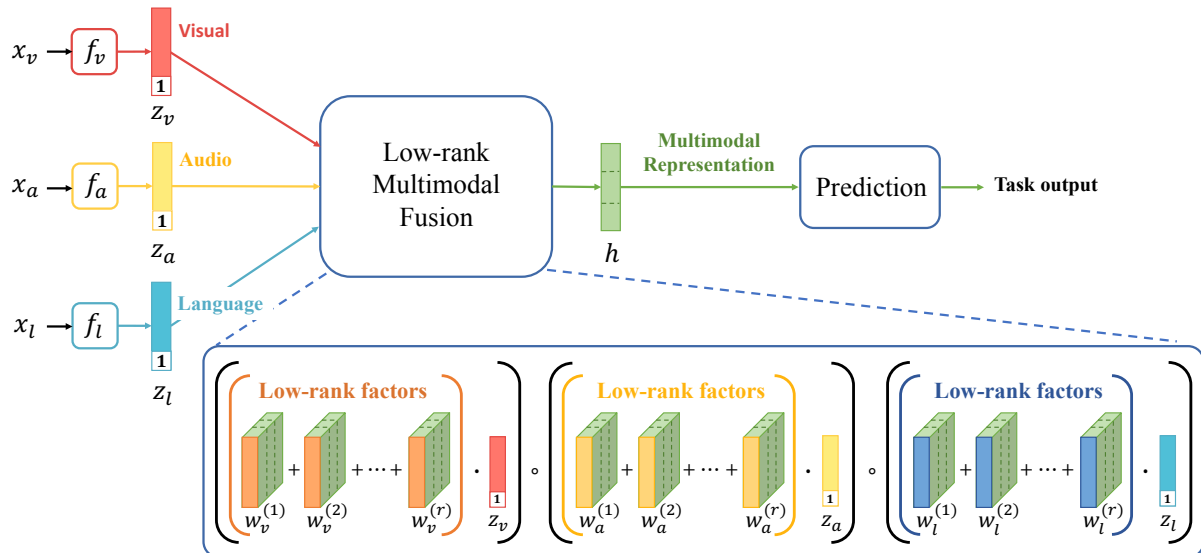 x_v f_v Visual
1
z_v
x_a f_a Audio
1
z_a
x_l f_l Language
1
z_l
Low-rank
Multimodal
Fusion
h
Multimodal
Representation
Prediction
Task output
Low-rank factors
+ + ··· + · 1
w_v^{(1)} w_v^{(2)} w_v^{(r)} z_v
∘
Low-rank factors
+ + ··· + · 1
w_a^{(1)} w_a^{(2)} w_a^{(r)} z_a
∘
Low-rank factors
+ + ··· + · 1
w_l^{(1)} w_l^{(2)} w_l^{(r)} z_l